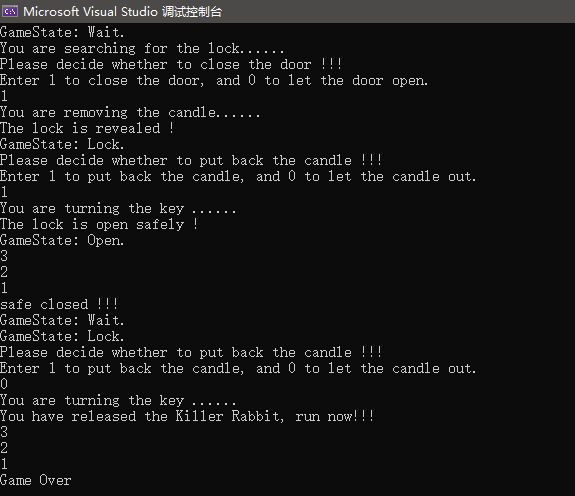 Microsoft Visual Studio 调试控制台
GameState: Wait.
You are searching for the lock......
Please decide whether to close the door !!!
Enter 1 to close the door, and 0 to let the door open.
1
You are removing the candle......
The lock is revealed !
GameState: Lock.
Please decide whether to put back the candle !!!
Enter 1 to put back the candle, and 0 to let the candle out.
1
You are turning the key ......
The lock is open safely !
GameState: Open.
3
2
1
safe closed !!!
GameState: Wait.
GameState: Lock.
Please decide whether to put back the candle !!!
Enter 1 to put back the candle, and 0 to let the candle out.
0
You are turning the key ......
You have released the Killer Rabbit, run now!!!
3
2
1
Game Over